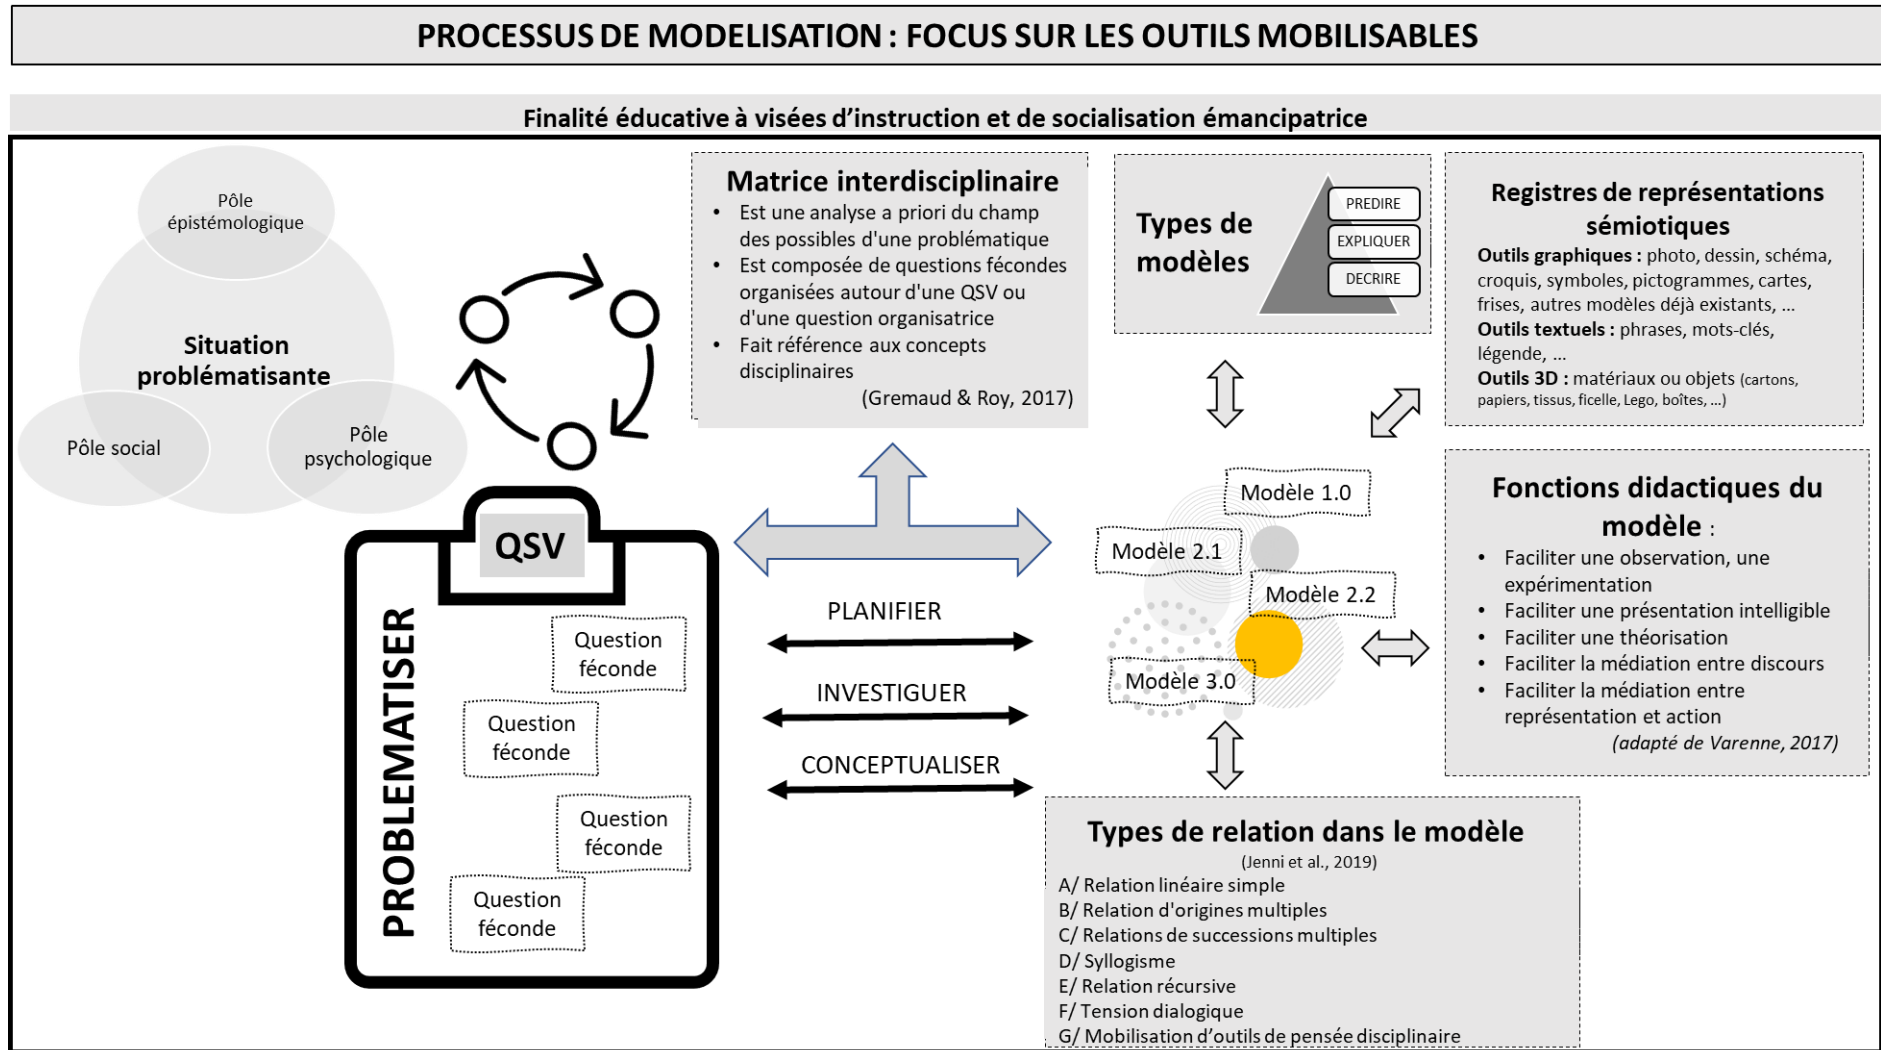 PROCESSUS DE MODELISATION : FOCUS SUR LES OUTILS MOBILISABLES
Finalité éducative à visées d'instruction et de socialisation émancipatrice
Pôle
épistémologique
Situation
problématisante
Pôle social
Pôle
psychologique
QSV
PROBLEMATISER
Question
féconde
Question
féconde
Question
féconde
Question
féconde
Matrice interdisciplinaire
• Est une analyse a priori du champ
des possibles d'une problématique
• Est composée de questions fécondes
organisées autour d'une QSV ou
d'une question organisatrice
• Fait référence aux concepts
disciplinaires
(Gremaud & Roy, 2017)
PLANIFIER
INVESTIGUER
CONCEPTUALISER
Types de
modèles
PREDIRE
EXPLIQUER
DECRIRE
Modèle 1.0
Modèle 2.1
Modèle 2.2
Modèle 3.0
Registres de représentations
sémiotiques
Outils graphiques : photo, dessin, schéma,
croquis, symboles, pictogrammes, cartes,
frises, autres modèles déjà existants, ...
Outils textuels : phrases, mots-clés,
légende, ...
Outils 3D : matériaux ou objets (cartons,
papiers, tissus, ficelle, Lego, boîtes, ...)
Fonctions didactiques du
modèle :
• Faciliter une observation, une
expérimentation
• Faciliter une présentation intelligible
• Faciliter une théorisation
• Faciliter la médiation entre discours
• Faciliter la médiation entre
représentation et action
(adapté de Varenne, 2017)
Types de relation dans le modèle
(Jenni et al., 2019)
A/ Relation linéaire simple
B/ Relation d'origines multiples
C/ Relations de successions multiples
D/ Syllogisme
E/ Relation récursive
F/ Tension dialogique
G/ Mobilisation d'outils de pensée disciplinaire